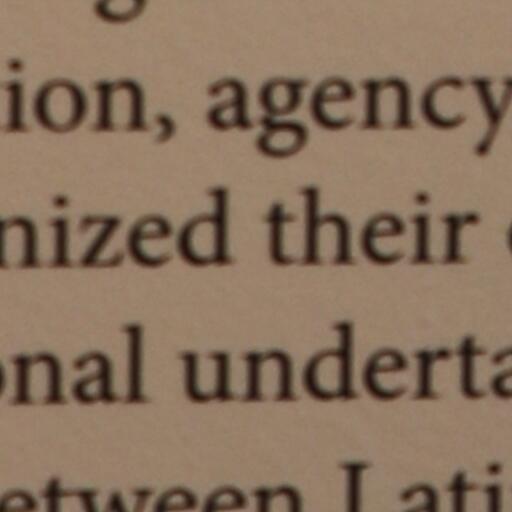 ion, agency
nized their
onal underta
etween Lati